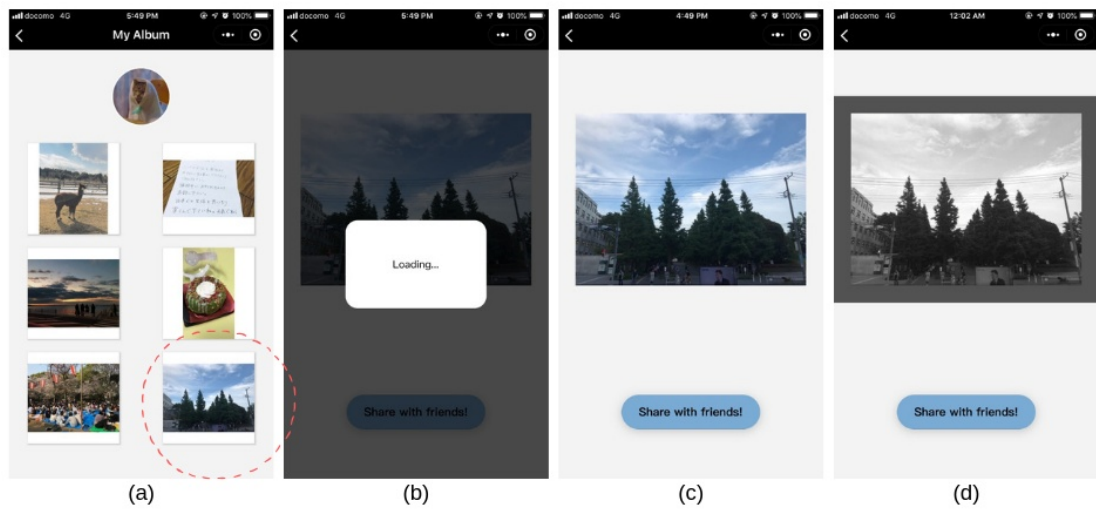 docomo 4G 5:49 PM 100%
My Album
(a)
docomo 4G 5:49 PM 100%
Loading...
Share with friends!
(b)
docomo 4G 4:49 PM 100%
Share with friends!
(c)
docomo 4G 12:02 AM 100%
Share with friends!
(d)